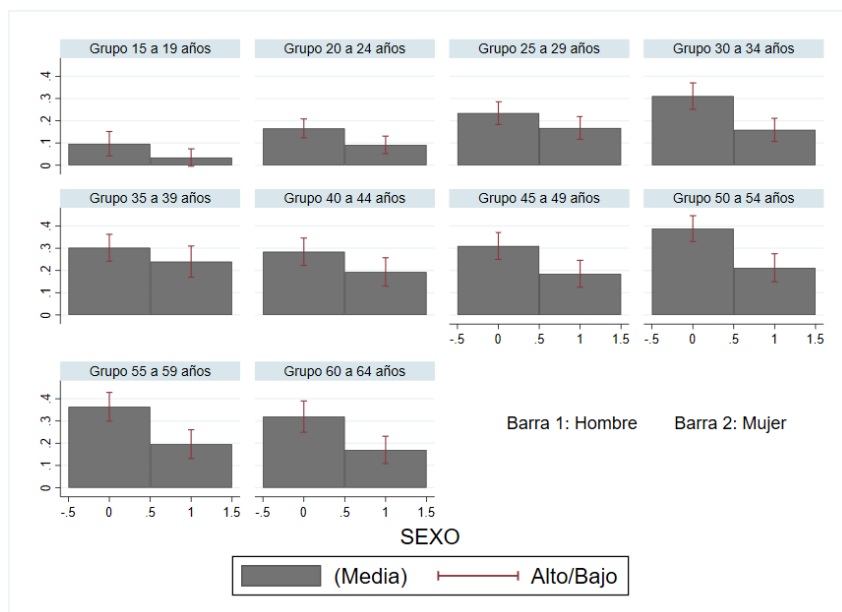 Grupo 15 a 19 años
Grupo 20 a 24 años
Grupo 25 a 29 años
Grupo 30 a 34 años
0 .1 .2 .3 .4
Grupo 35 a 39 años
Grupo 40 a 44 años
Grupo 45 a 49 años
Grupo 50 a 54 años
0 .1 .2 .3 .4
-.5 0 .5 1 1.5
-.5 0 .5 1 1.5
Grupo 55 a 59 años
Grupo 60 a 64 años
0 .1 .2 .3 .4
Barra 1: Hombre
Barra 2: Mujer
-.5 0 .5 1 1.5
-.5 0 .5 1 1.5
SEXO
(Media)
Alto/Bajo